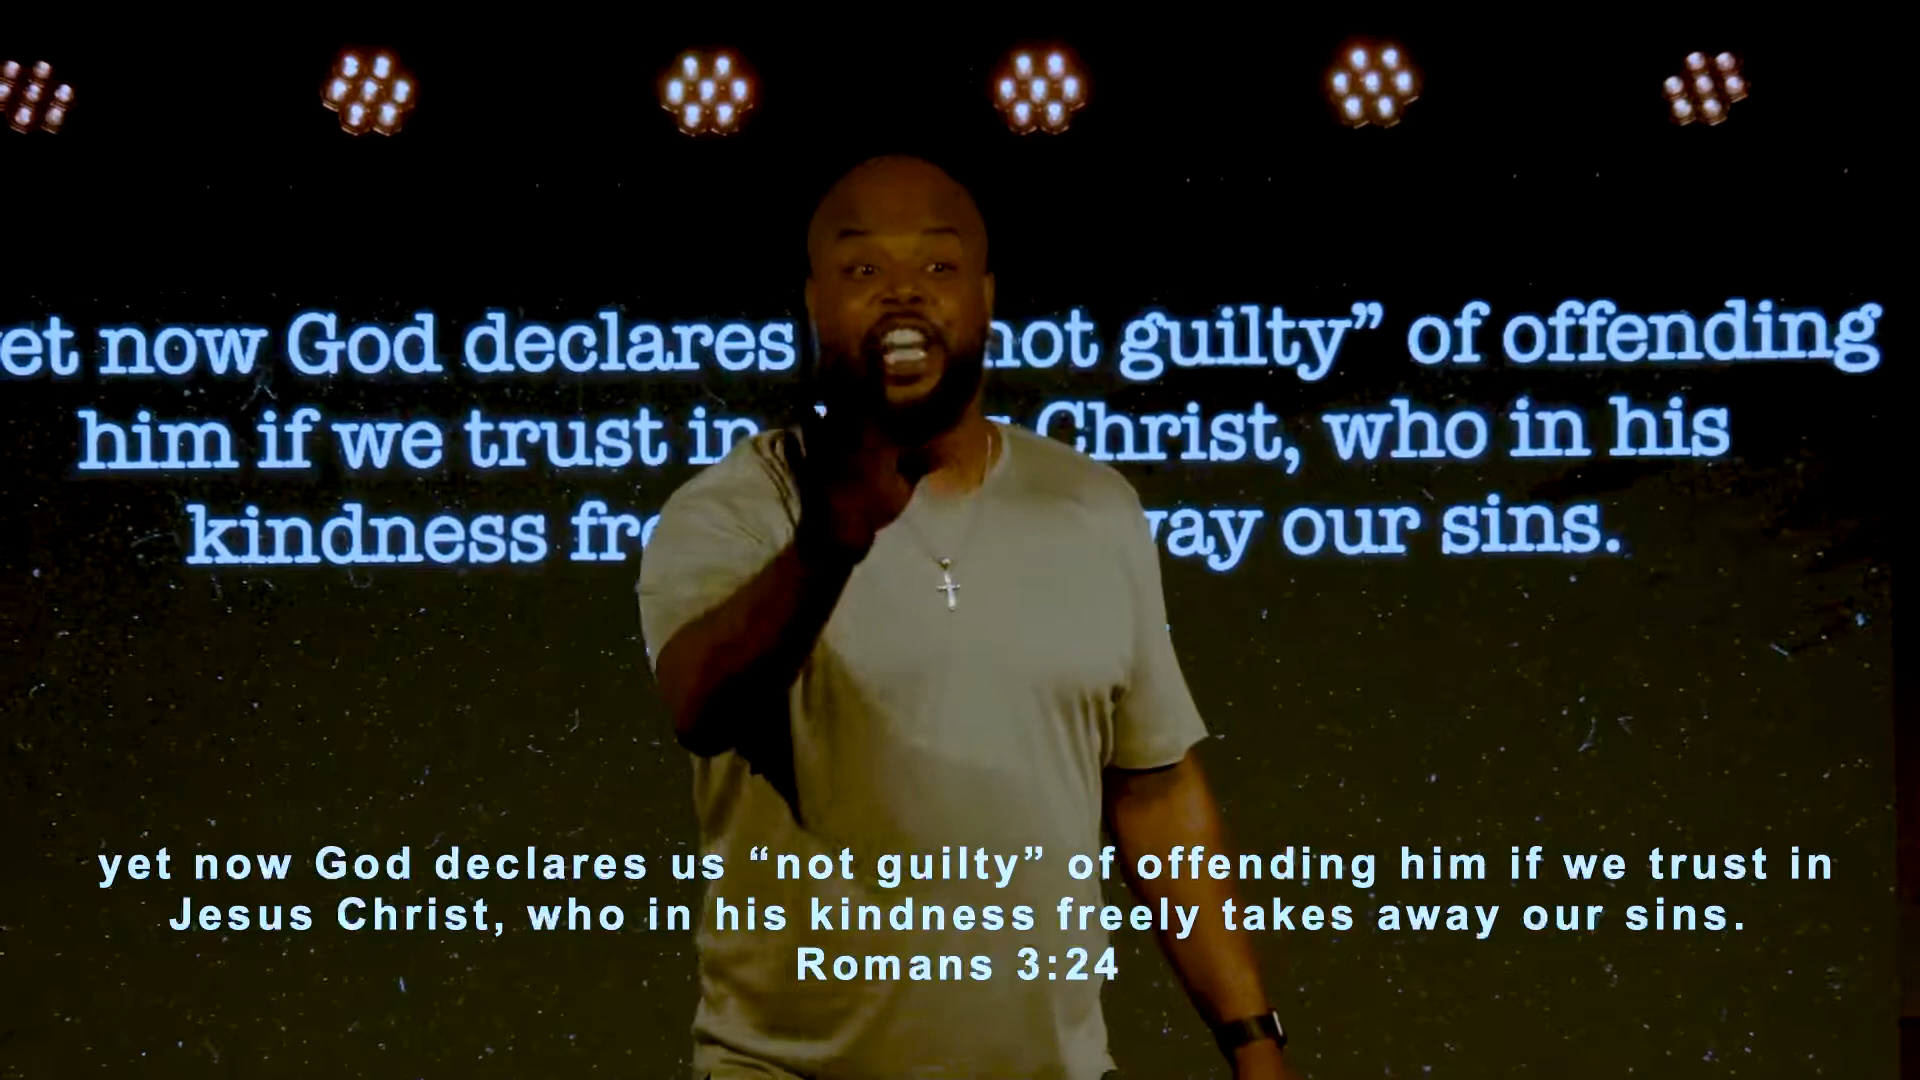 et now God declares not guilty” of offending
him if we trust in Christ, who in his
kindness way our sins.
yet now God declares us “not guilty” of offending him if we trust in
Jesus Christ, who in his kindness freely takes away our sins.
Romans 3:24